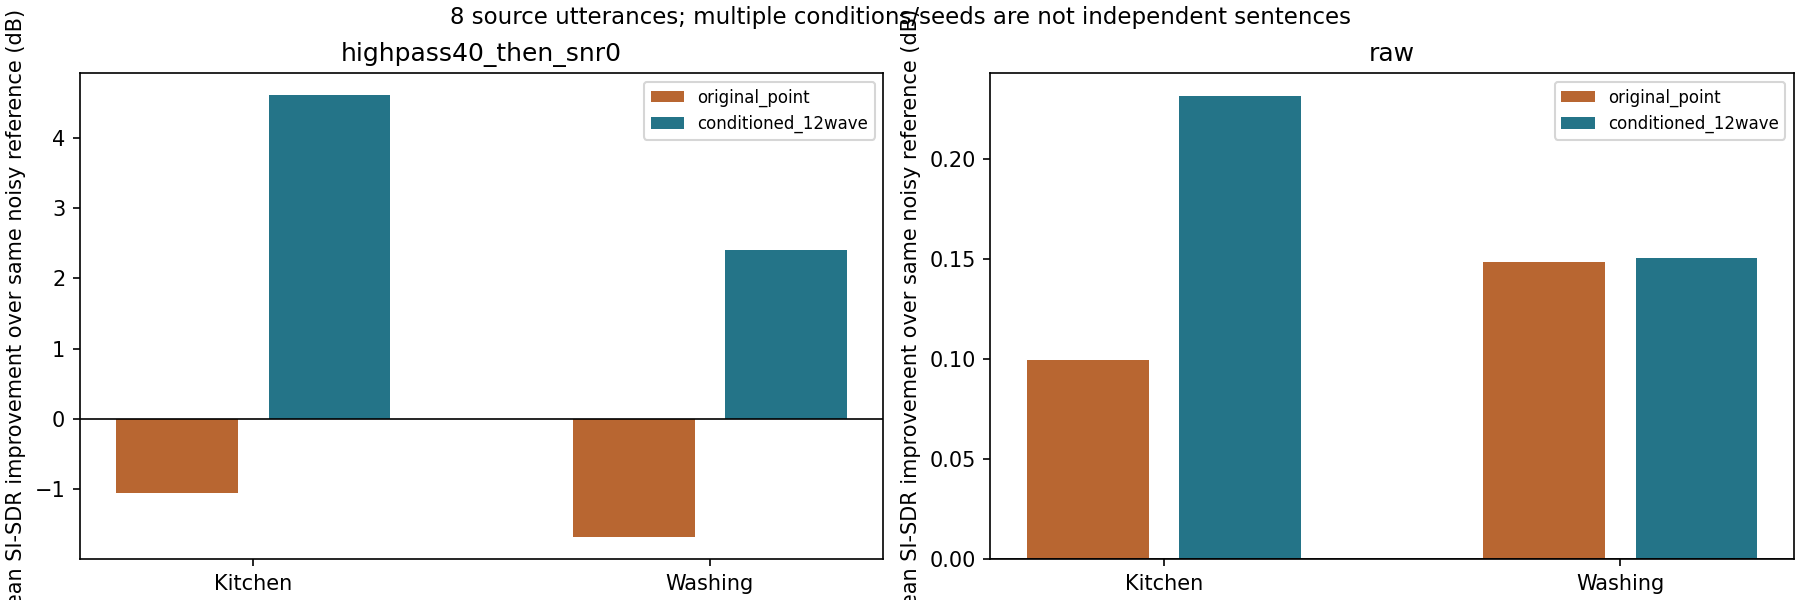 8 source utterances; multiple conditions/seeds are not independent sentences
highpass40_then_snr0
ean SI-SDR improvement over same noisy reference (dB)
4
3
2
1
0
−1
original_point
conditioned_12wave
Kitchen
Washing
raw
ean SI-SDR improvement over same noisy reference (dB)
0.20
0.15
0.10
0.05
0.00
original_point
conditioned_12wave
Kitchen
Washing